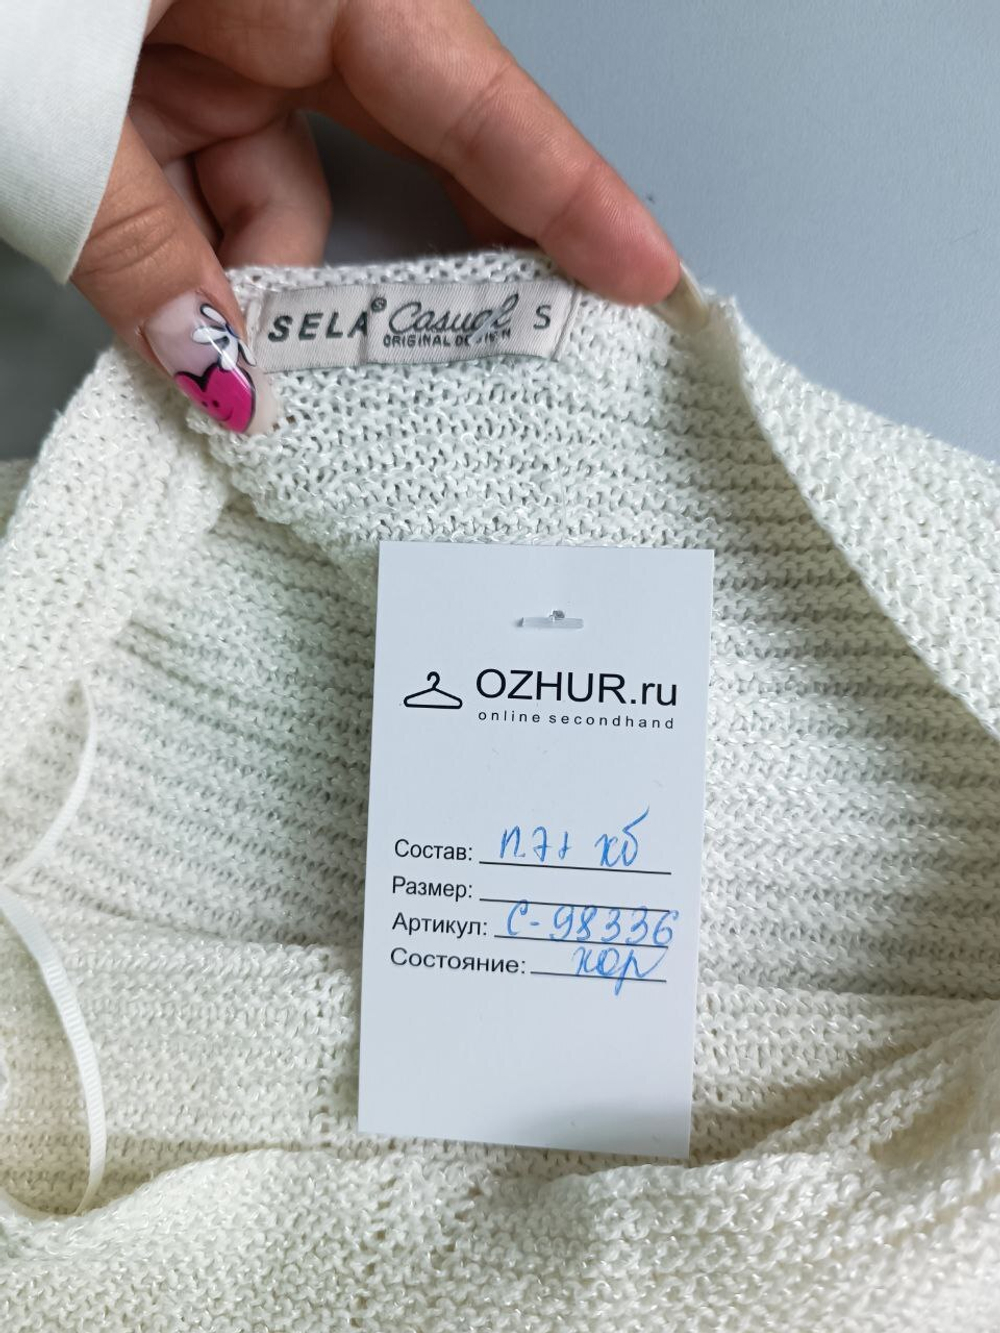 SELA® Casual S
ORIGINAL DESIGN
OZHUR.ru
online secondhand
Состав: п.э+ хб
Размер:
Артикул: С-98336
Состояние: хор